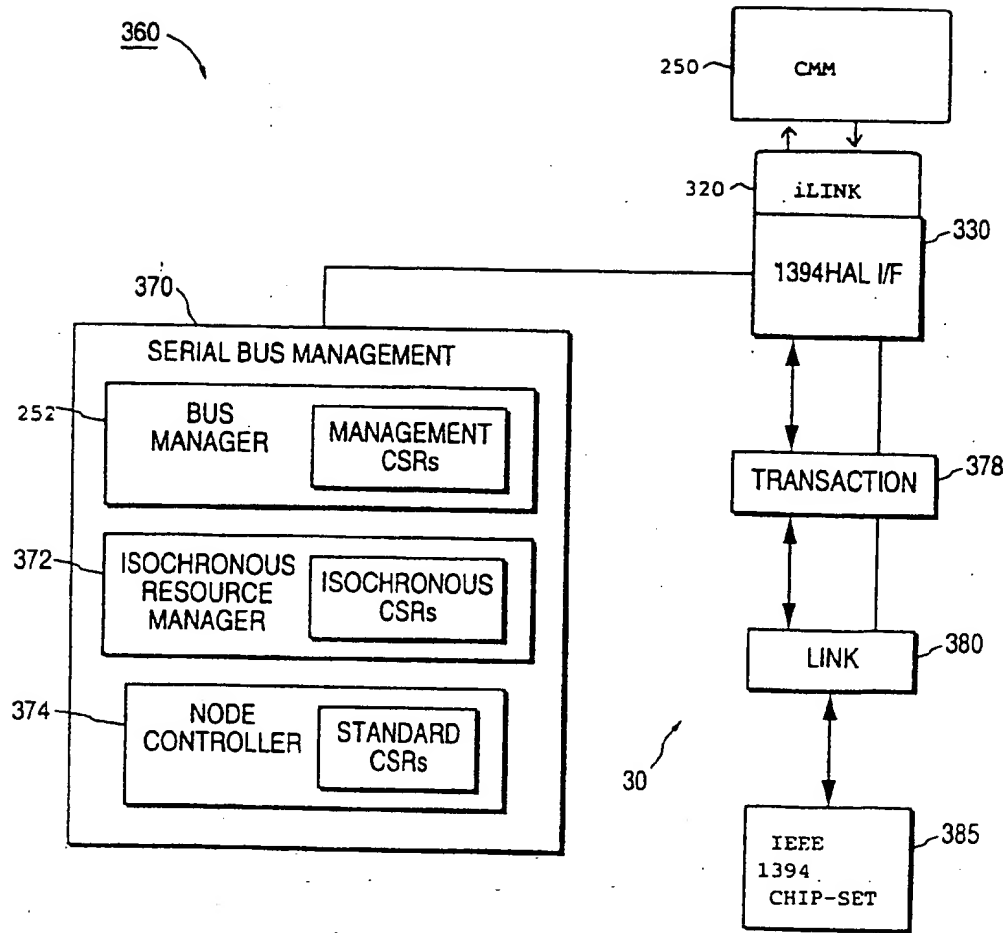 360
250
CMM
320
iLINK
330
1394HAL I/F
370
SERIAL BUS MANAGEMENT
252
BUS
MANAGER
MANAGEMENT
CSRs
378
TRANSACTION
372
ISOCHRONOUS
RESOURCE
MANAGER
ISOCHRONOUS
CSRs
380
LINK
374
NODE
CONTROLLER
STANDARD
CSRs
30
385
IEEE
1394
CHIP-SET